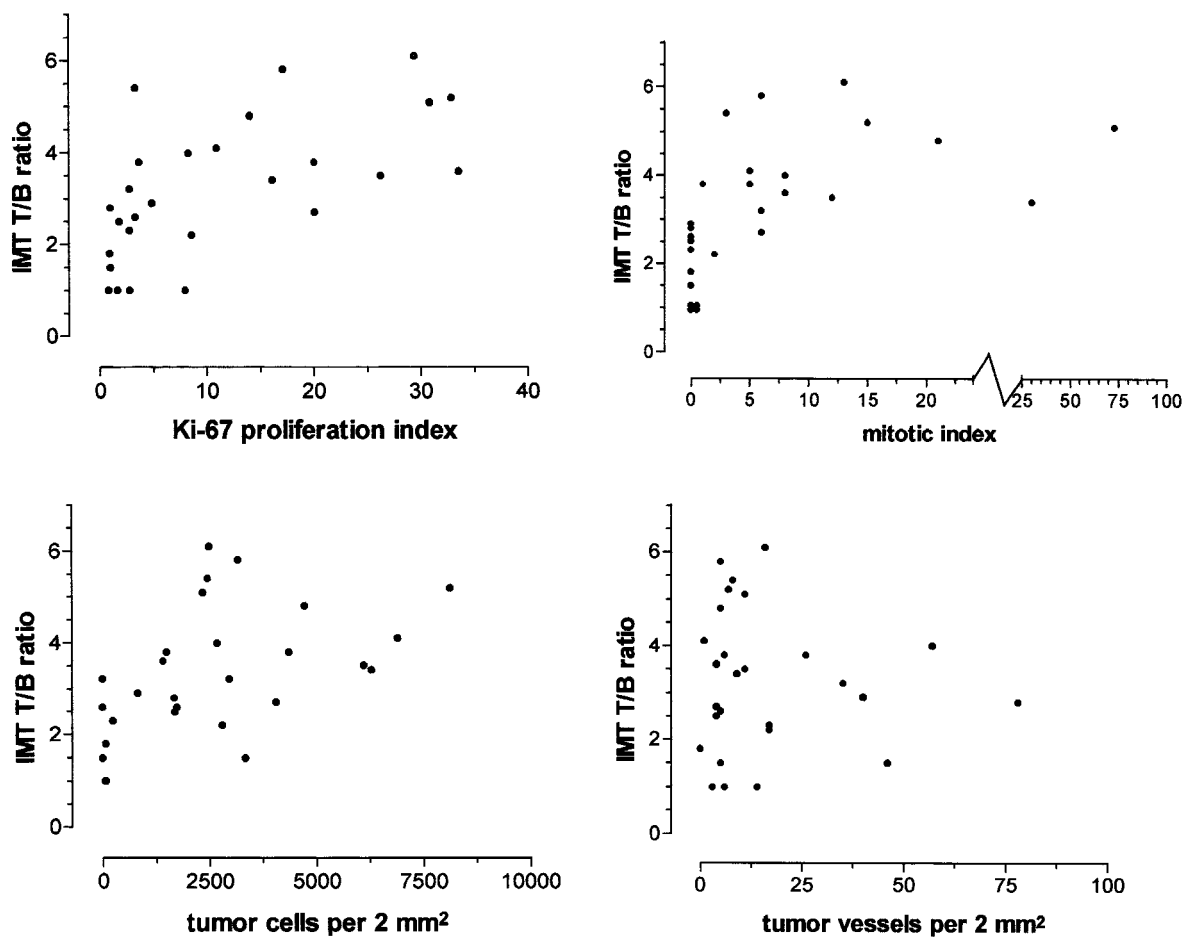 6
4
2
0
IMT T/B ratio
0 10 20 30 40
Ki-67 proliferation index
6
4
2
0
IMT T/B ratio
0 5 10 15 20 25 50 75 100
mitotic index
6
4
2
0
IMT T/B ratio
0 2500 5000 7500 10000
tumor cells per 2 mm²
6
4
2
0
IMT T/B ratio
0 25 50 75 100
tumor vessels per 2 mm²